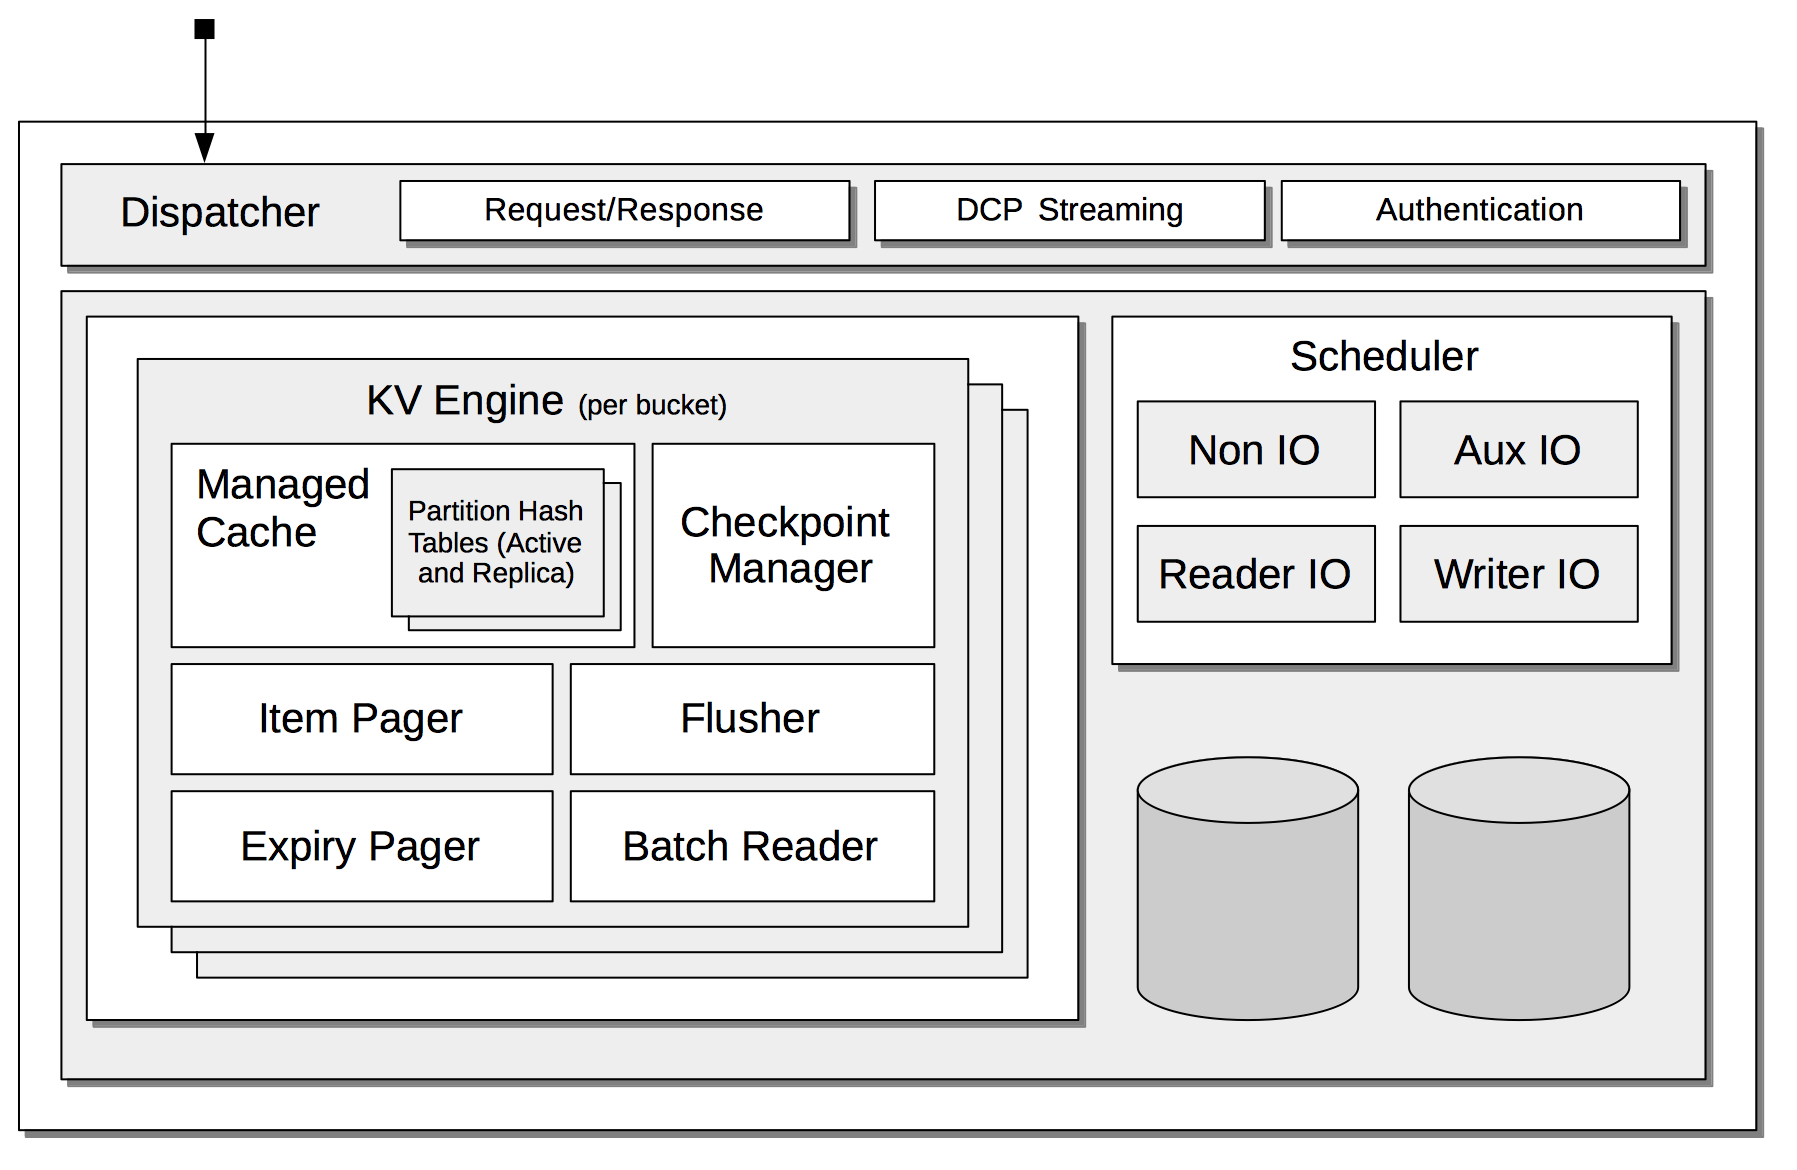 Dispatcher
Request/Response
DCP Streaming
Authentication
KV Engine (per bucket)
Managed
Cache
Partition Hash
Tables (Active
and Replica)
Checkpoint
Manager
Item Pager
Flusher
Expiry Pager
Batch Reader
Scheduler
Non IO
Aux IO
Reader IO
Writer IO